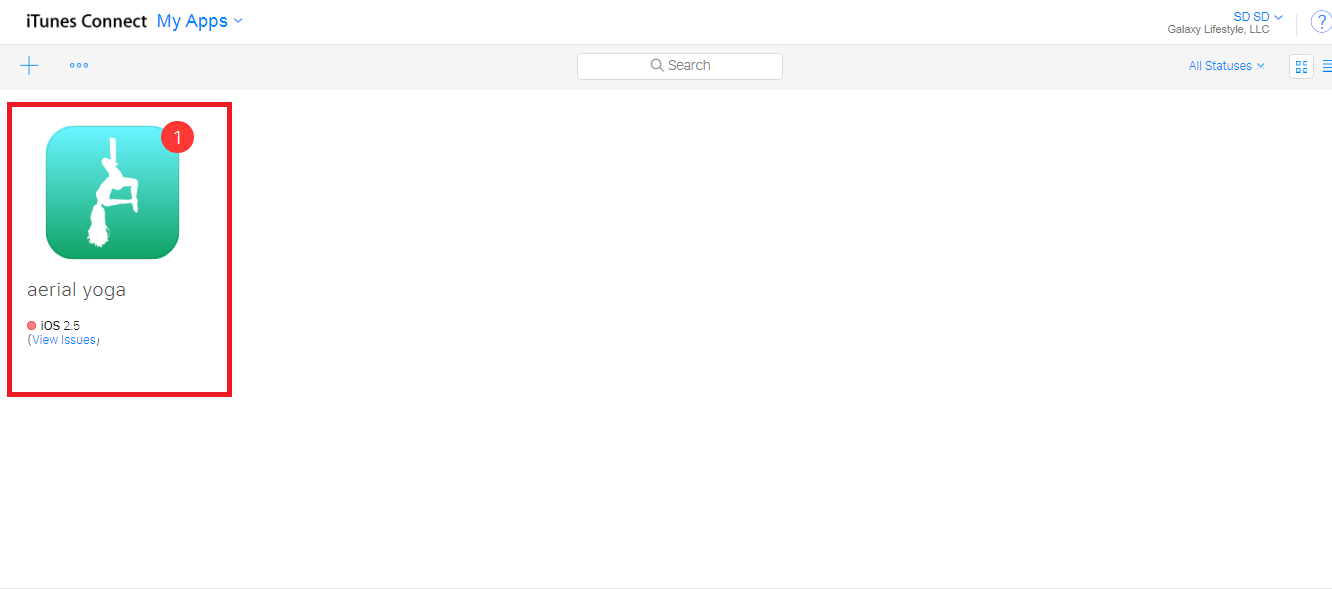 iTunes Connect My Apps
SD SD
Galaxy Lifestyle, LLC
?
Search
All Statuses
1
aerial yoga
iOS 2.5
(View Issues)